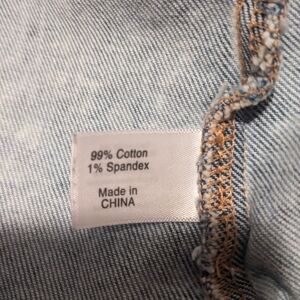 99% Cotton
1% Spandex
Made in
CHINA